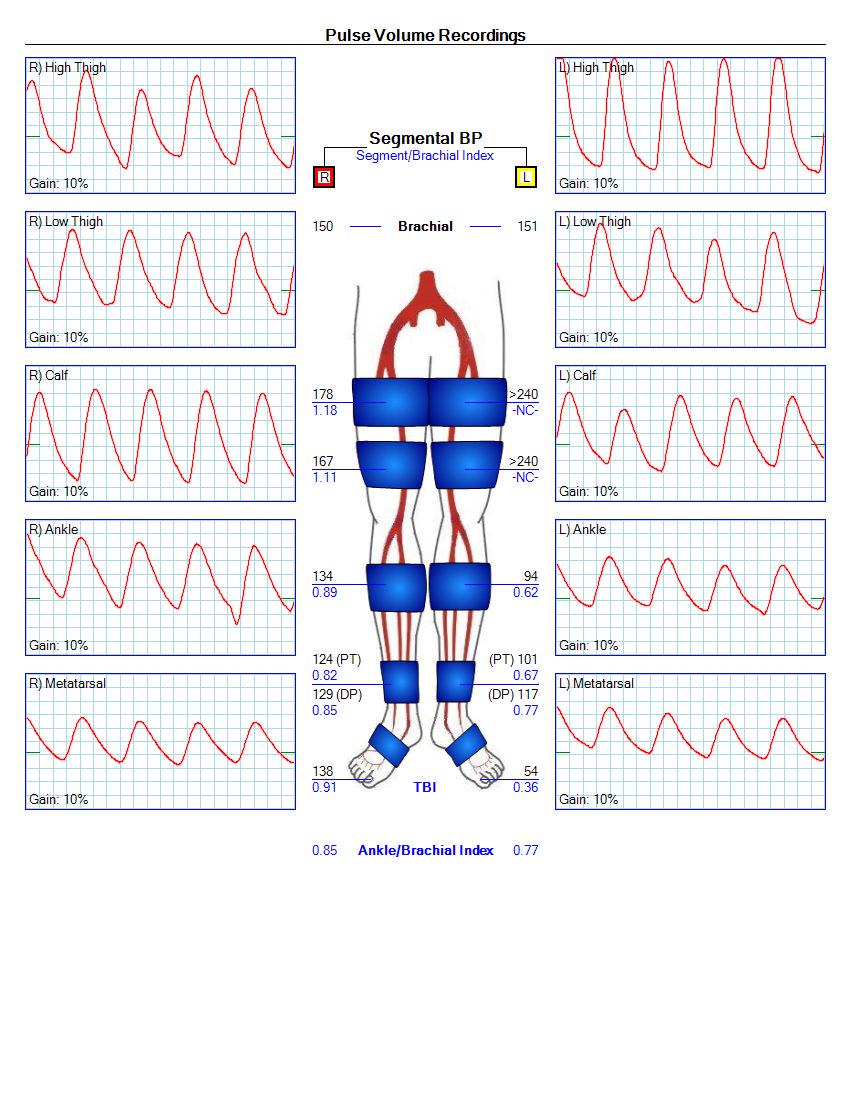 Pulse Volume Recordings
R) High Thigh
Gain: 10%
R) Low Thigh
Gain: 10%
R) Calf
Gain: 10%
R) Ankle
Gain: 10%
R) Metatarsal
Gain: 10%
Segmental BP
Segment/Brachial Index
R L
150 Brachial 151
178 >240
1.18 -NC-
167 >240
1.11 -NC-
134 94
0.89 0.62
124 (PT) (PT) 101
0.82 0.67
129 (DP) (DP) 117
0.85 0.77
138 54
0.91 TBI 0.36
0.85 Ankle/Brachial Index 0.77
L) High Thigh
Gain: 10%
L) Low Thigh
Gain: 10%
L) Calf
Gain: 10%
L) Ankle
Gain: 10%
L) Metatarsal
Gain: 10%